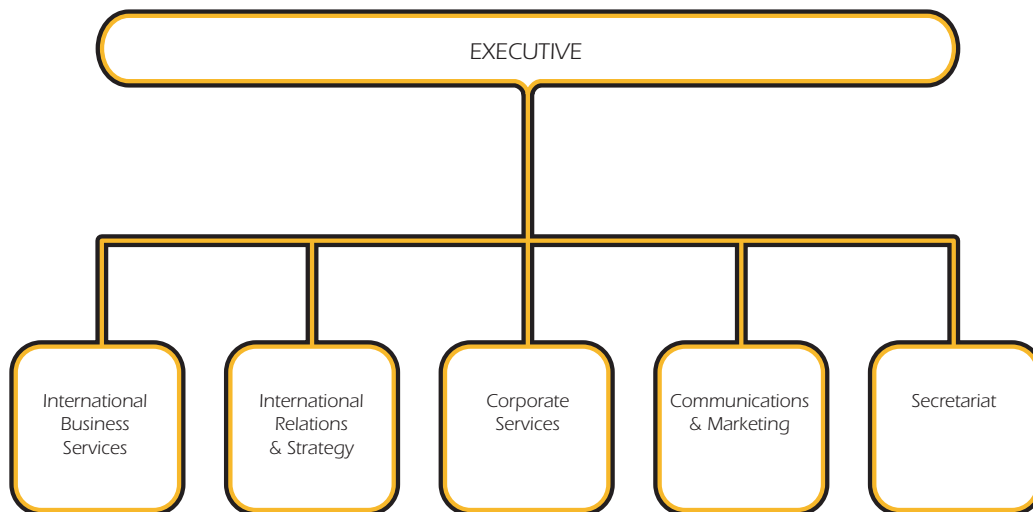 EXECUTIVE
International
Business
Services
International
Relations
& Strategy
Corporate
Services
Communications
& Marketing
Secretariat